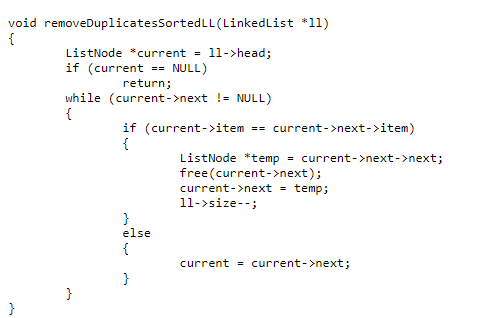 void removeDuplicatesSortedLL(LinkedList *ll)
{
        ListNode *current = ll->head;
        if (current == NULL)
                return;
        while (current->next != NULL)
        {
                if (current->item == current->next->item)
                {
                        ListNode *temp = current->next->next;
                        free(current->next);
                        current->next = temp;
                        ll->size--;
                }
                else
                {
                        current = current->next;
                }
        }
}